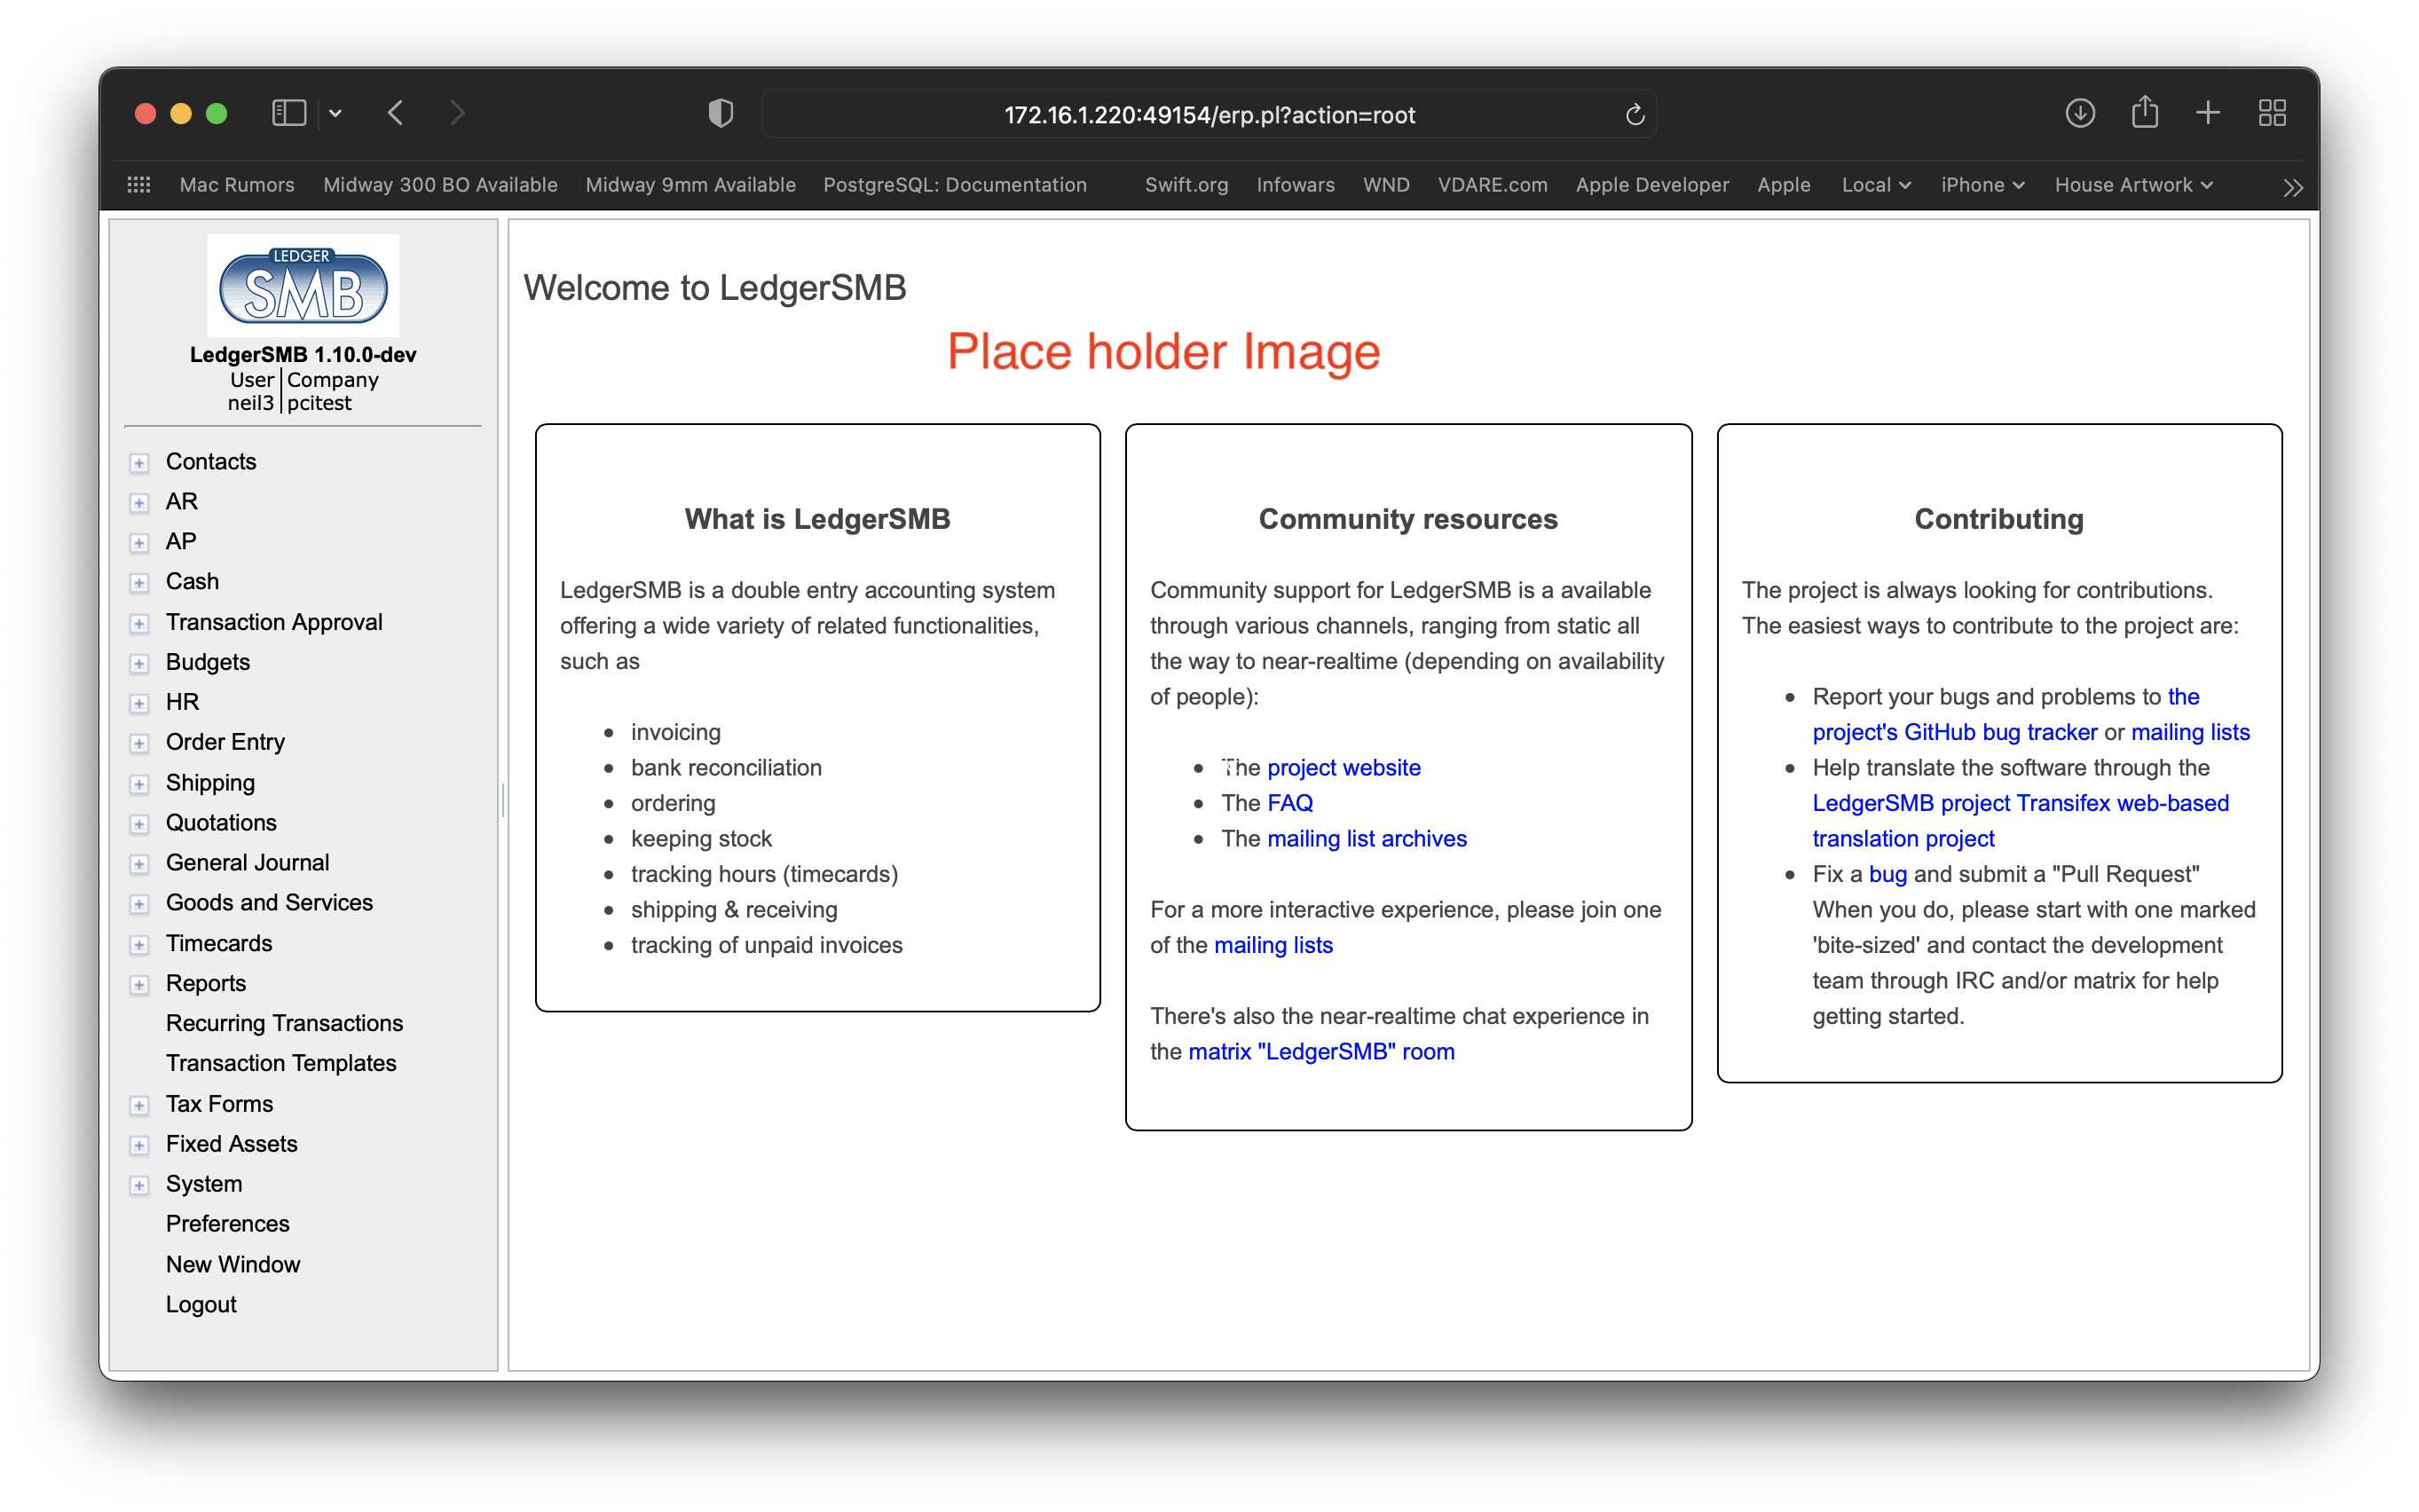 172.16.1.220:49154/erp.pl?action=root
Mac Rumors Midway 300 BO Available Midway 9mm Available PostgreSQL: Documentation Swift.org Infowars WND VDARE.com Apple Developer Apple Local iPhone House Artwork
LEDGER
SMB
LedgerSMB 1.10.0-dev
User Company
neil3 pcitest
Contacts
AR
AP
Cash
Transaction Approval
Budgets
HR
Order Entry
Shipping
Quotations
General Journal
Goods and Services
Timecards
Reports
Recurring Transactions
Transaction Templates
Tax Forms
Fixed Assets
System
Preferences
New Window
Logout
Welcome to LedgerSMB
Place holder Image
What is LedgerSMB
LedgerSMB is a double entry accounting system
offering a wide variety of related functionalities,
such as
invoicing
bank reconciliation
ordering
keeping stock
tracking hours (timecards)
shipping & receiving
tracking of unpaid invoices
Community resources
Community support for LedgerSMB is a available
through various channels, ranging from static all
the way to near-realtime (depending on availability
of people):
The project website
The FAQ
The mailing list archives
For a more interactive experience, please join one
of the mailing lists
There's also the near-realtime chat experience in
the matrix "LedgerSMB" room
Contributing
The project is always looking for contributions.
The easiest ways to contribute to the project are:
Report your bugs and problems to the
project's GitHub bug tracker or mailing lists
Help translate the software through the
LedgerSMB project Transifex web-based
translation project
Fix a bug and submit a "Pull Request"
When you do, please start with one marked
'bite-sized' and contact the development
team through IRC and/or matrix for help
getting started.